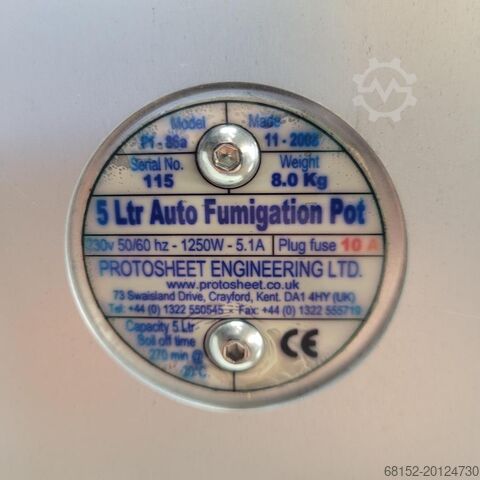 Model Made
P1 - 86a 11 - 2008
Serial No. Weight
115 8.0 Kg
5 Ltr Auto Fumigation Pot
230v 50/60 hz - 1250W - 5.1A Plug fuse 10 A
PROTOSHEET ENGINEERING LTD.
www.protosheet.co.uk
73 Swaisland Drive, Crayford, Kent. DA1 4HY (UK)
Tel: +44 (0) 1322 550545 * Fax: +44 (0) 1322 555719
Capacity 5 Ltr
Boil off time
270 min @
20°C
CE
68152-20124730